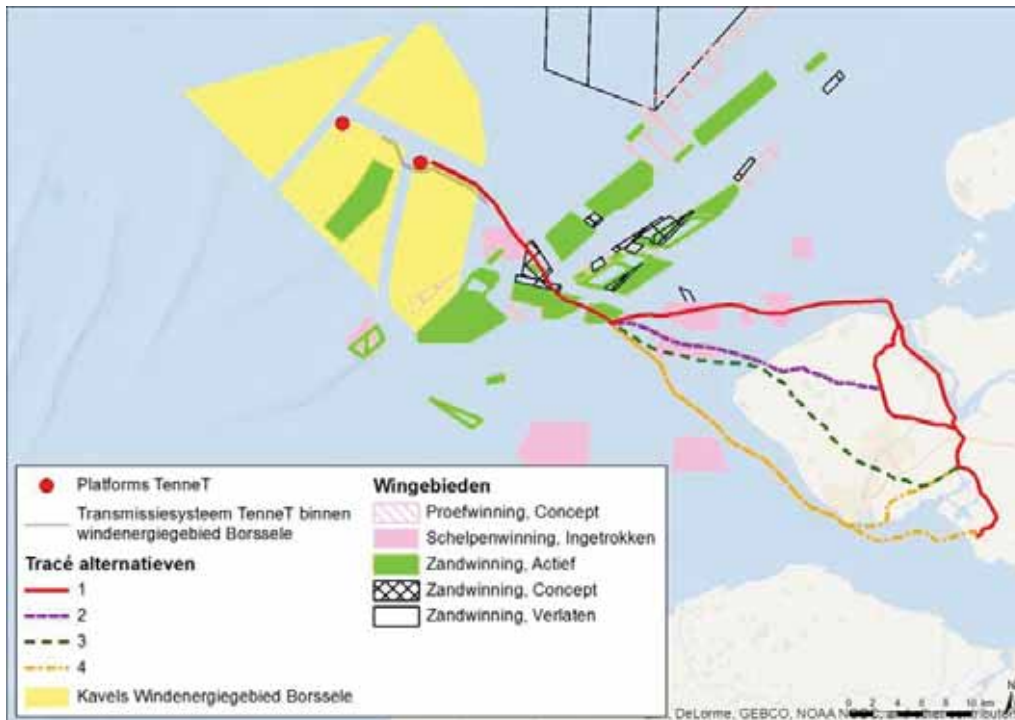 Platforms TenneT
Transmissiesysteem TenneT binnen
windenergiegebied Borssele
Tracé alternatieven
1
2
3
4
Kavels Windenergiegebied Borssele
Wingebieden
Proefwinning, Concept
Schelpenwinning, Ingetrokken
Zandwinning, Actief
Zandwinning, Concept
Zandwinning, Verlaten
N
0 2 4 6 8 10 km
DeLorme, GEBCO, NOAA